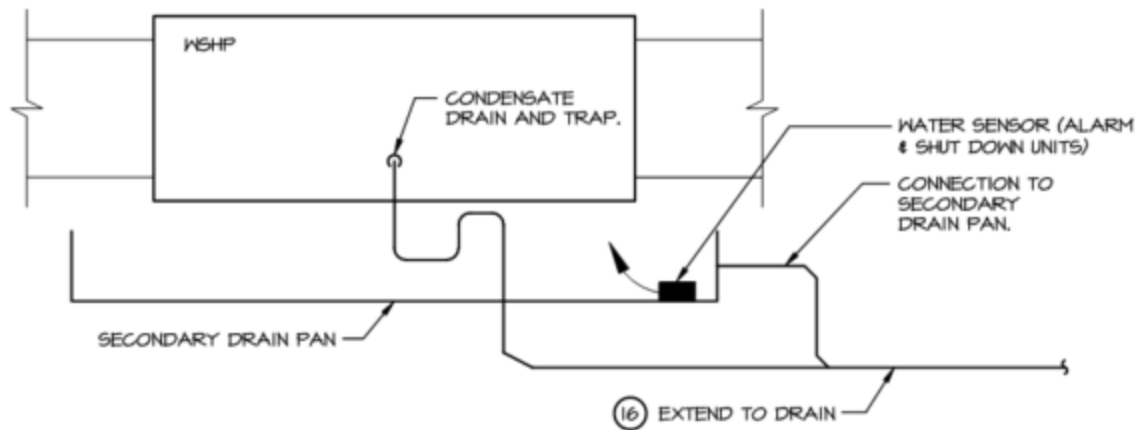 WSHP
CONDENSATE
DRAIN AND TRAP.
WATER SENSOR (ALARM
& SHUT DOWN UNITS)
CONNECTION TO
SECONDARY
DRAIN PAN.
SECONDARY DRAIN PAN
16 EXTEND TO DRAIN